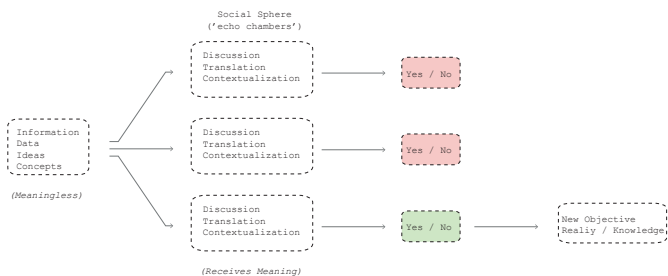 Social Sphere
('echo chambers')
Discussion
Translation
Contextualization
Yes / No
Information
Data
Ideas
Concepts
(Meaningless)
Discussion
Translation
Contextualization
Yes / No
Discussion
Translation
Contextualization
(Receives Meaning)
Yes / No
New Objective
Realiy / Knowledge